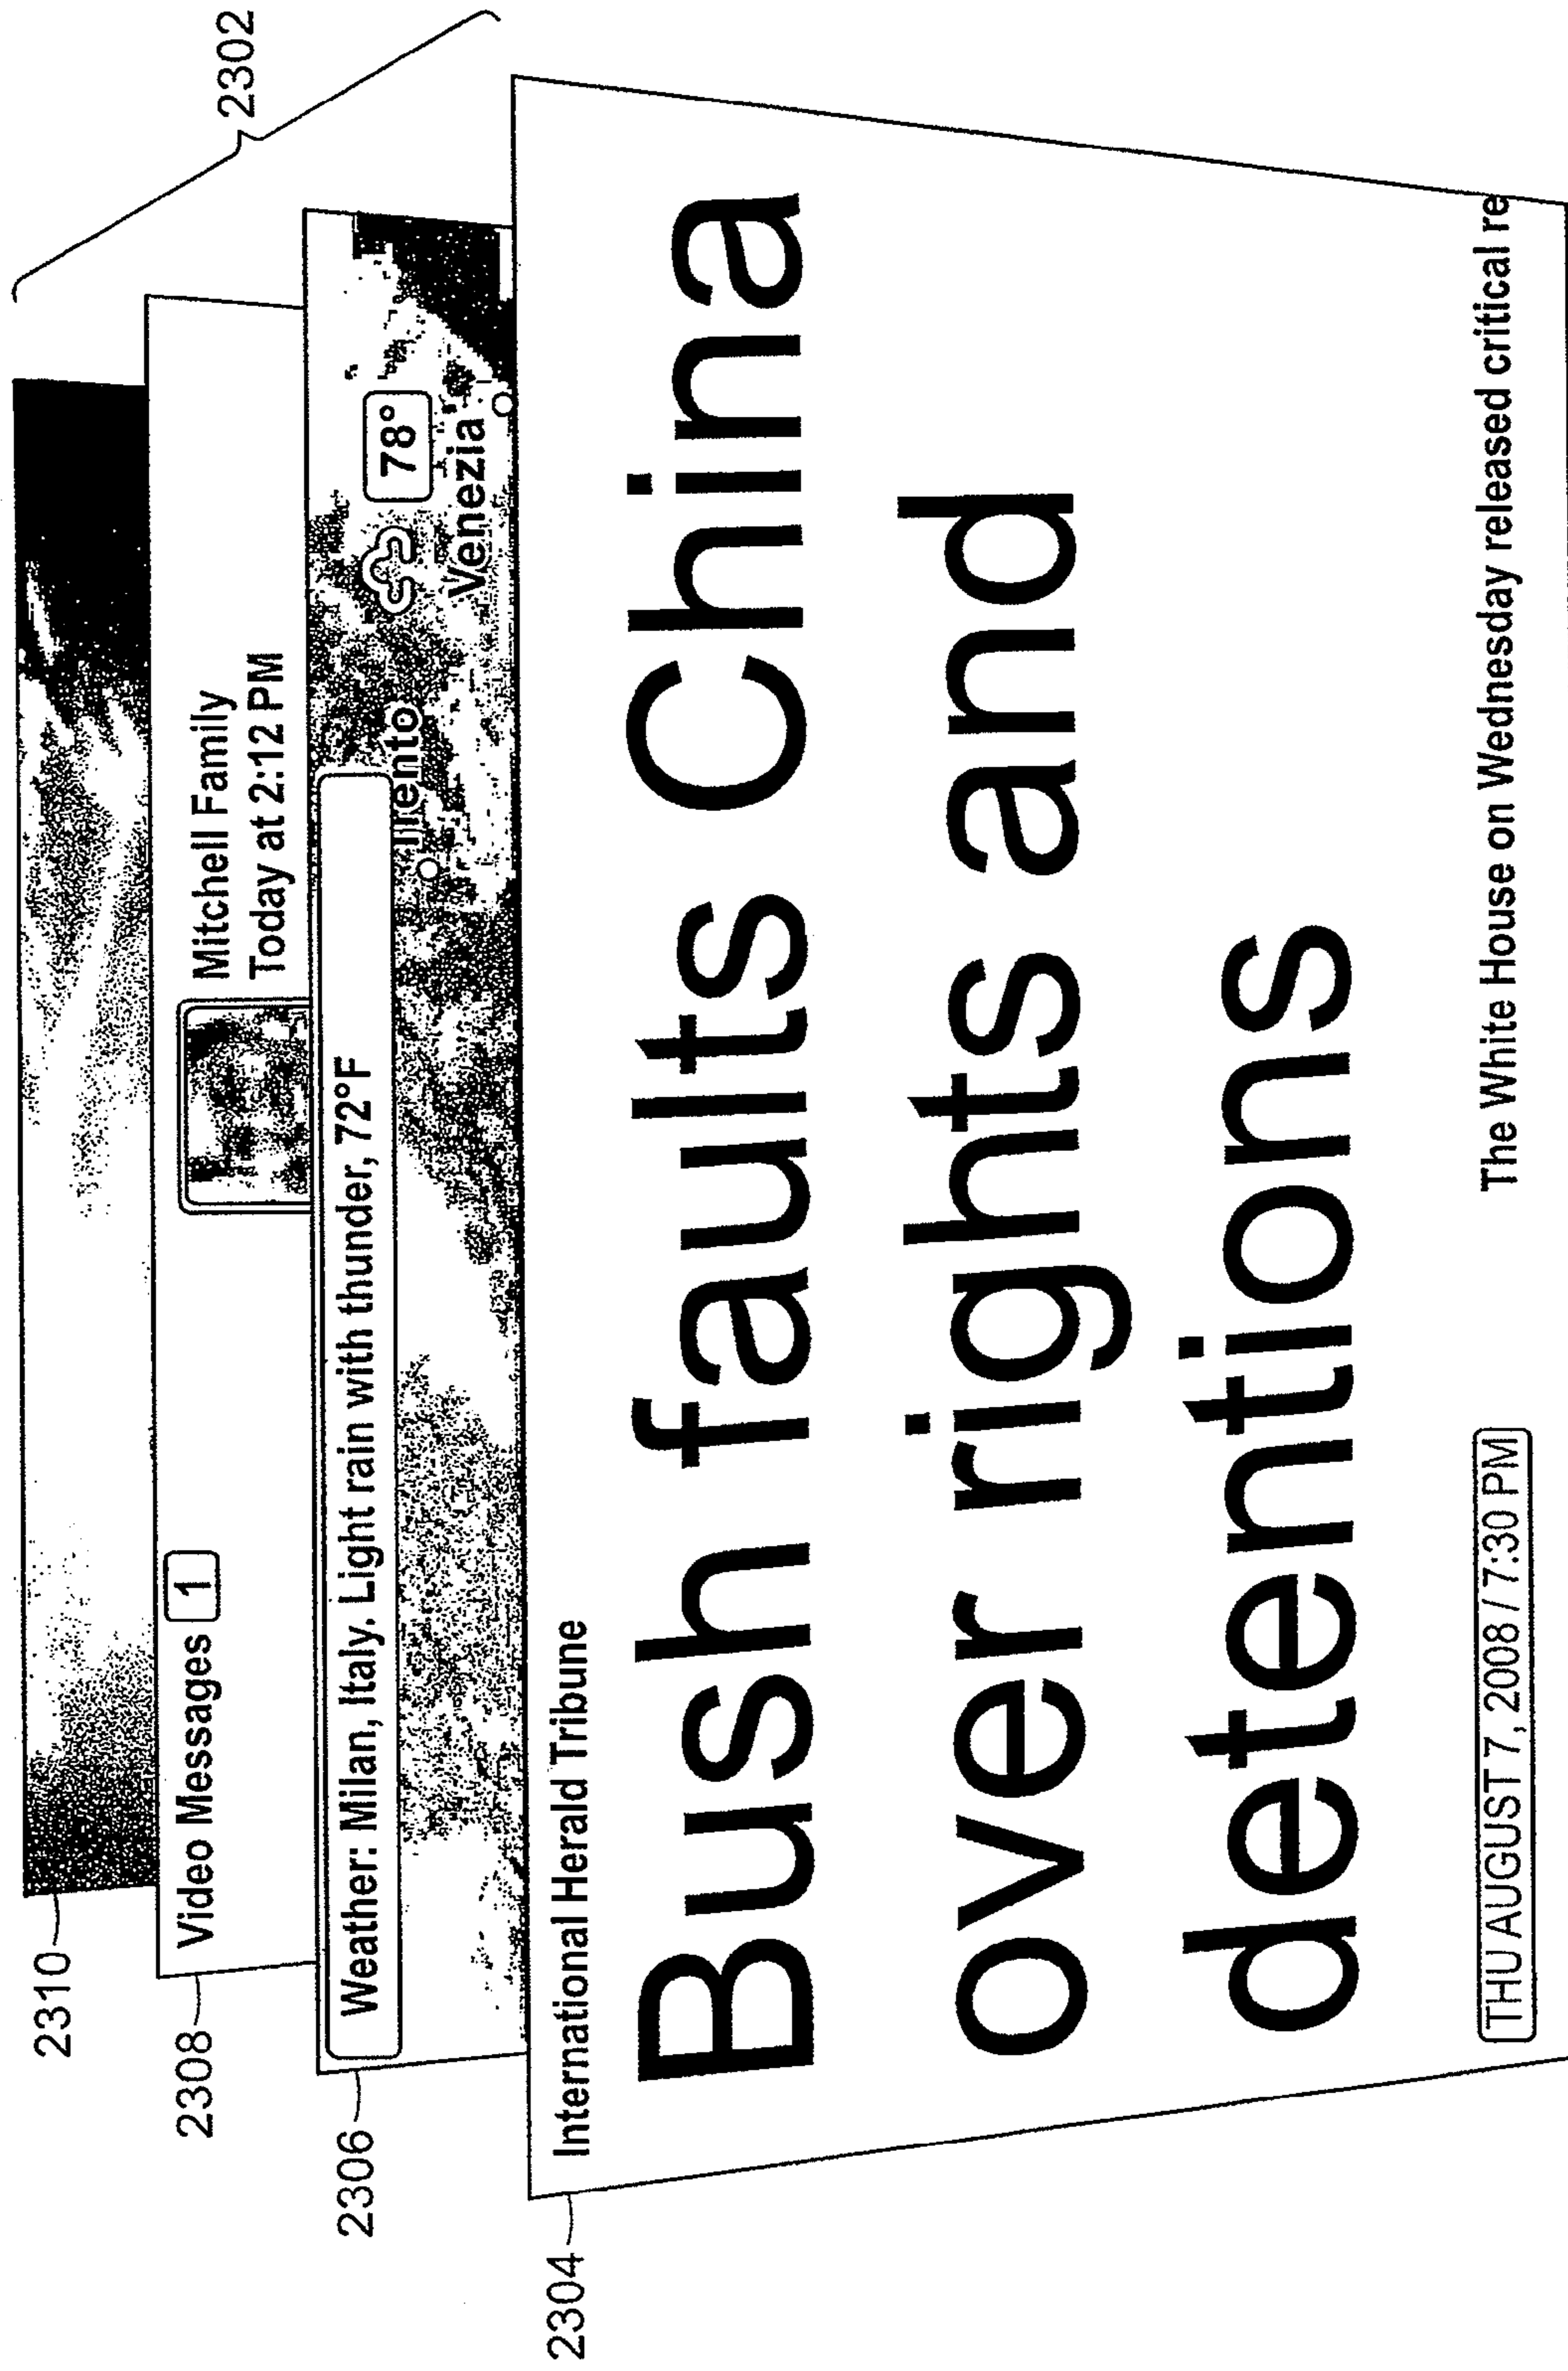 2302
2310
2308
Video Messages 1
Mitchell Family
Today at 2:12 PM
2306
Weather: Milan, Italy. Light rain with thunder, 72°F
Trento
78°
Venezia
2304
International Herald Tribune
Bush faults China
over rights and
detentions
THU AUGUST 7, 2008 / 7:30 PM
The White House on Wednesday released critical re